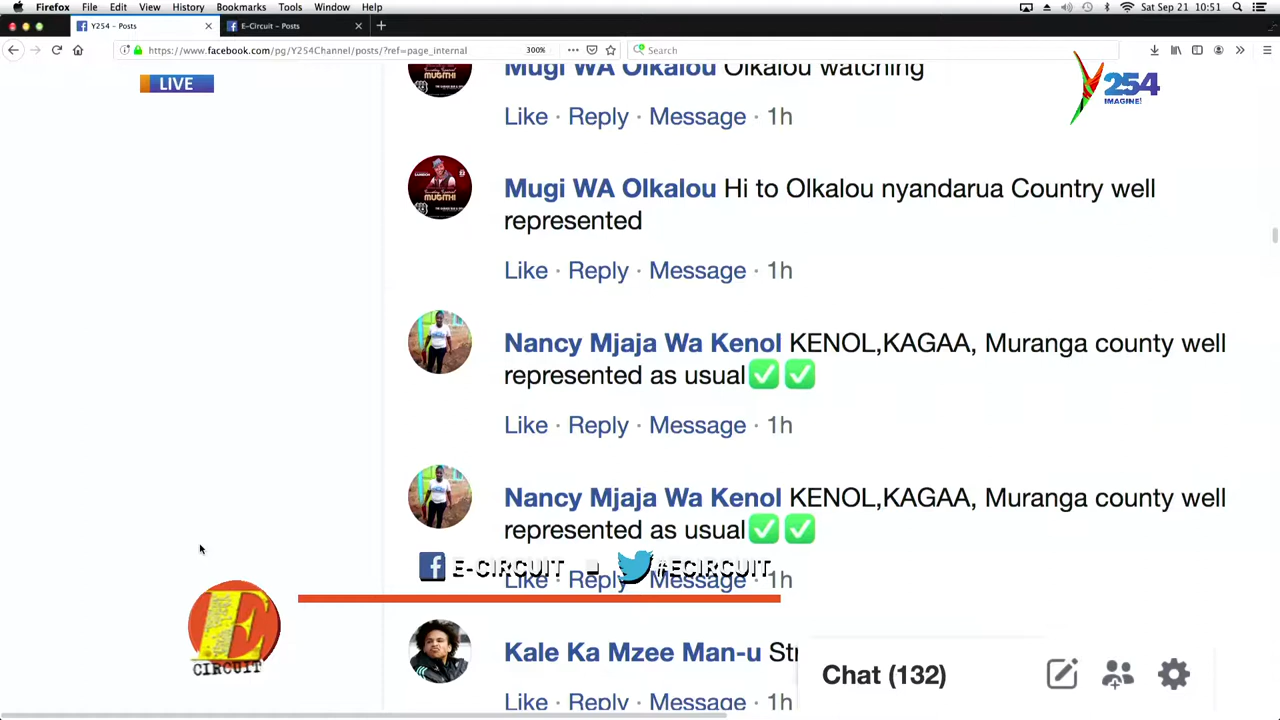 Firefox File Edit View History Bookmarks Tools Window Help Sat Sep 21 10:51
Y254 - Posts E-Circuit - Posts
https://www.facebook.com/pg/Y254Channel/posts/?ref=page_internal 300% Search
LIVE
254
IMAGINE!
Mugi WA Olkalou Olkalou watching
Like · Reply · Message · 1h
Mugi WA Olkalou Hi to Olkalou nyandarua Country well
represented
Like · Reply · Message · 1h
Nancy Mjaja Wa Kenol KENOL,KAGAA, Muranga county well
represented as usual✅✅
Like · Reply · Message · 1h
Nancy Mjaja Wa Kenol KENOL,KAGAA, Muranga county well
represented as usual✅✅
E-CIRCUIT #ECIRCUIT
Like · Reply · Message · 1h
E
CIRCUIT
Kale Ka Mzee Man-u
Like · Reply · Message · 1h
Chat (132)